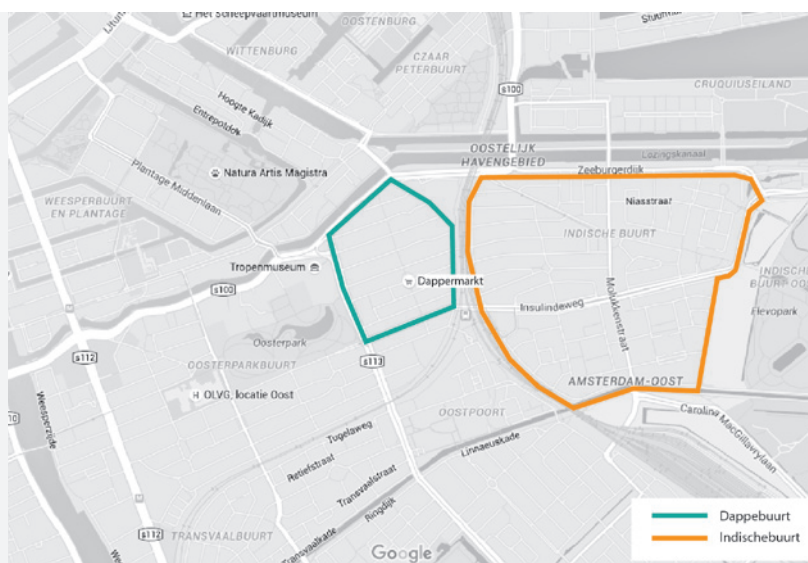 Het Scheepvaartmuseum
OOSTENBURG
WITTENBURG
CZAAR
PETERBUURT
s100
CRUQUIUSEILAND
Hoogte Kadijk
Entrepotdok
OOSTELIJK
HAVENGEBIED
Lozingskanaal
Zeeburgerdijk
Plantage Middenlaan
Natura Artis Magistra
WEESPERBUURT
EN PLANTAGE
Niasstraat
INDISCHE BUURT
Tropenmuseum
Dappermarkt
INDISCHE
BUURT OO
s100
Insulindeweg
Molukkenstraat
Flevopark
Oosterpark
s112
s113
OOSTERPARKBUURT
AMSTERDAM-OOST
H OLVG, locatie Oost
OOSTPOORT
Carolina MacGillavrylaan
Weesperzijde
Tugelaweg
Linnaeuskade
Retiefstraat
Transvaalstraat
Ringdijk
s112
TRANSVAALBUURT
Transvaalkade
Google
Dappebuurt
Indischebuurt